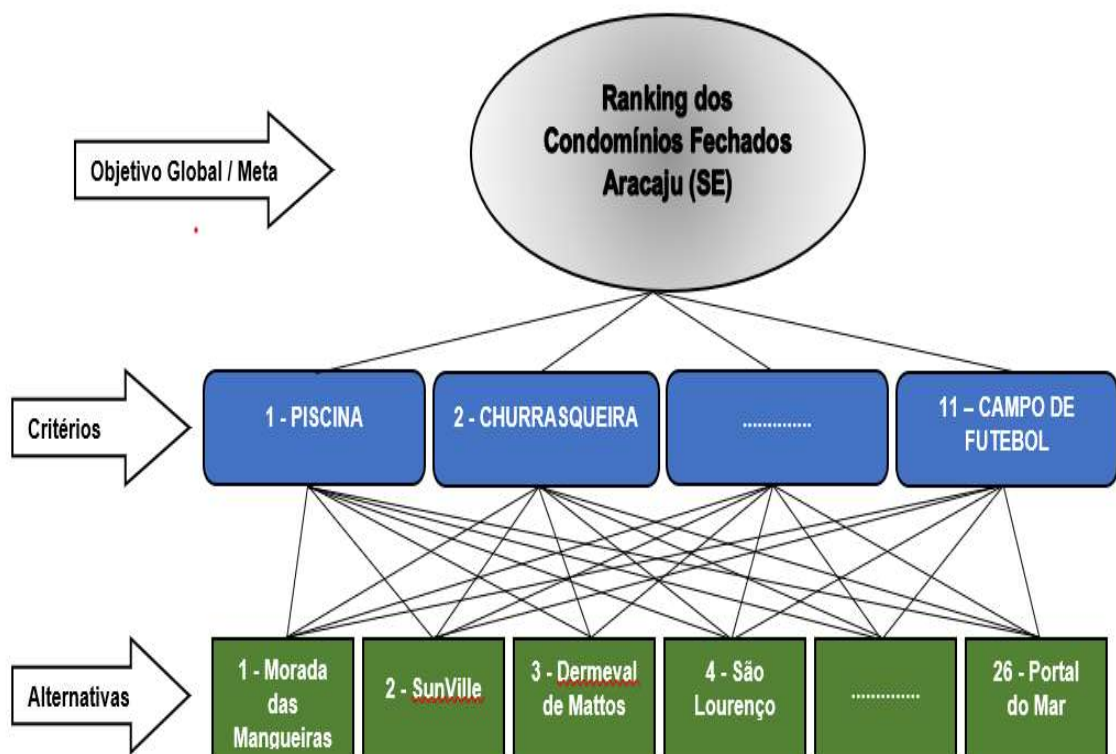 Ranking dos
Condomínios Fechados
Aracaju (SE)
Objetivo Global / Meta
Critérios
1 - PISCINA
2 - CHURRASQUEIRA
..............
11 – CAMPO DE
FUTEBOL
Alternativas
1 - Morada
das
Mangueiras
2 - SunVille
3 - Dermeval
de Mattos
4 - São
Lourenço
..............
26 - Portal
do Mar